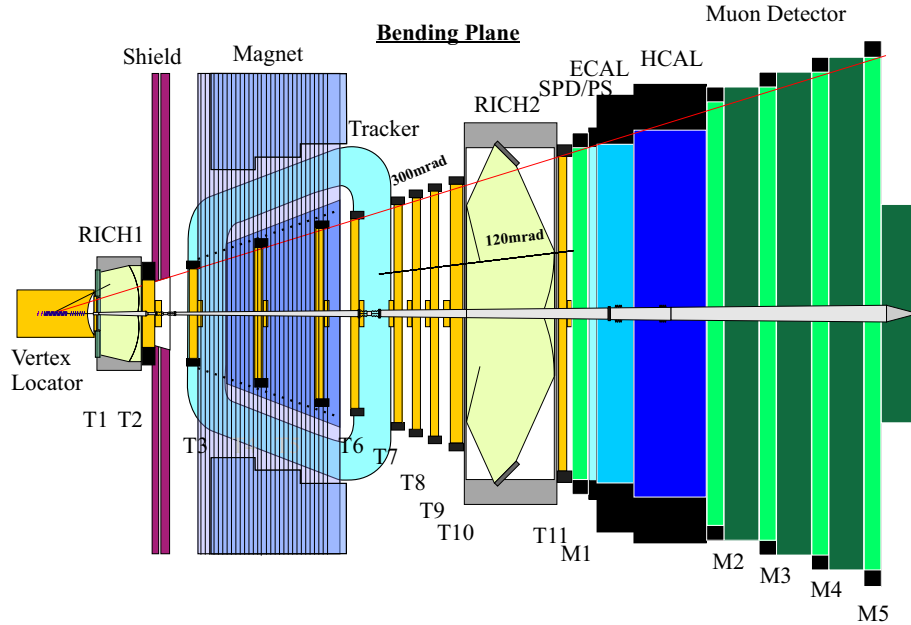 Muon Detector
Bending Plane
Shield
Magnet
HCAL
ECAL
SPD/PS
RICH2
Tracker
300mrad
RICH1
120mrad
Vertex
Locator
T1
T2
T3
T6
T7
T8
T9
T10
T11
M1
M2
M3
M4
M5